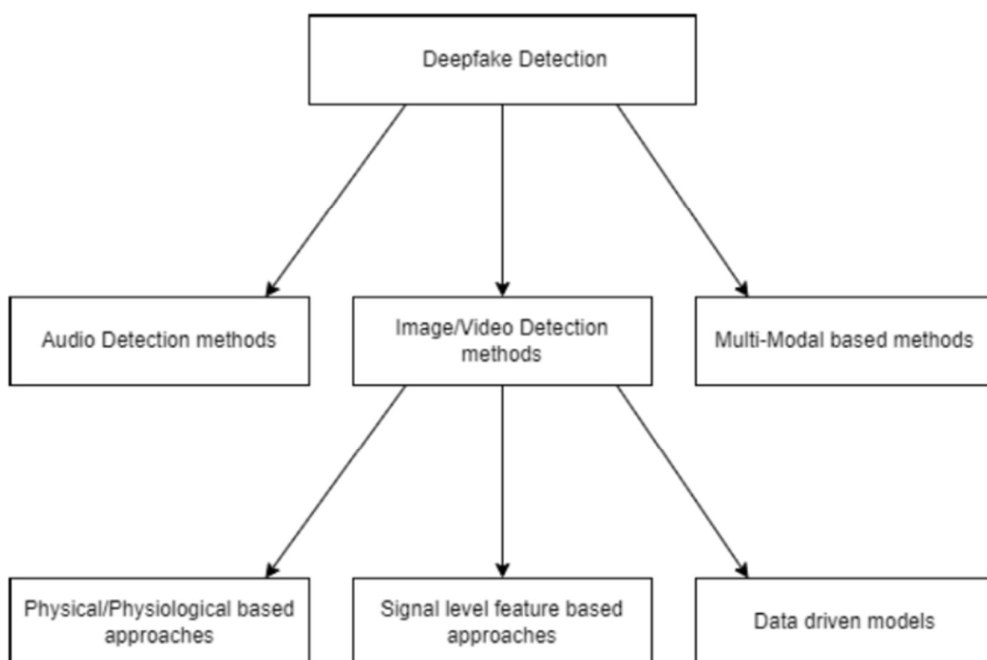 Deepfake Detection
Audio Detection methods
Image/Video Detection
methods
Multi-Modal based methods
Physical/Physiological based
approaches
Signal level feature based
approaches
Data driven models